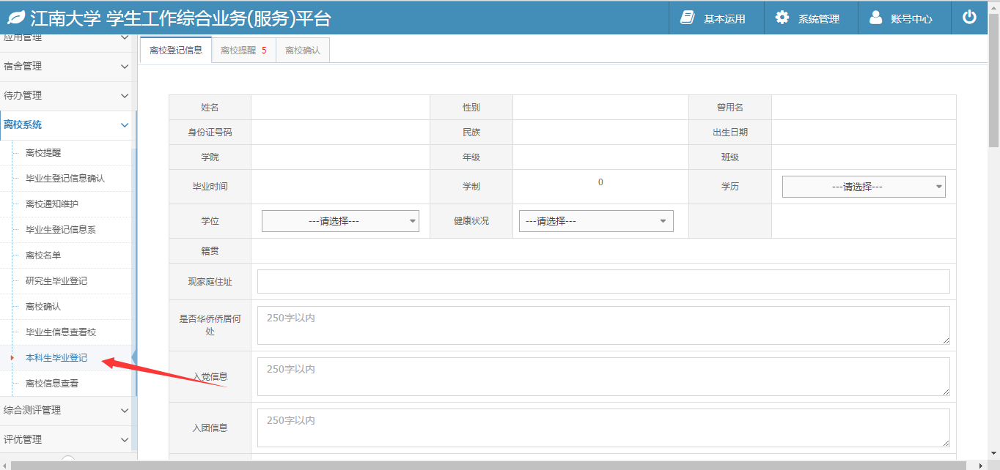 江南大学 学生工作综合业务(服务)平台
基本运用
系统管理
账号中心
应用管理
宿舍管理
待办管理
离校系统
离校提醒
毕业生登记信息确认
离校通知维护
毕业生登记信息系
离校名单
研究生毕业登记
离校确认
毕业生信息查看校
本科生毕业登记
离校信息查看
综合测评管理
评优管理
离校登记信息 离校提醒 5 离校确认
姓名 性别 曾用名
身份证号码 民族 出生日期
学院 年级 班级
毕业时间 学制 0 学历 ---请选择---
学位 ---请选择--- 健康状况 ---请选择---
籍贯
现家庭住址
是否华侨侨居何
处
250字以内
入党信息 250字以内
入团信息 250字以内